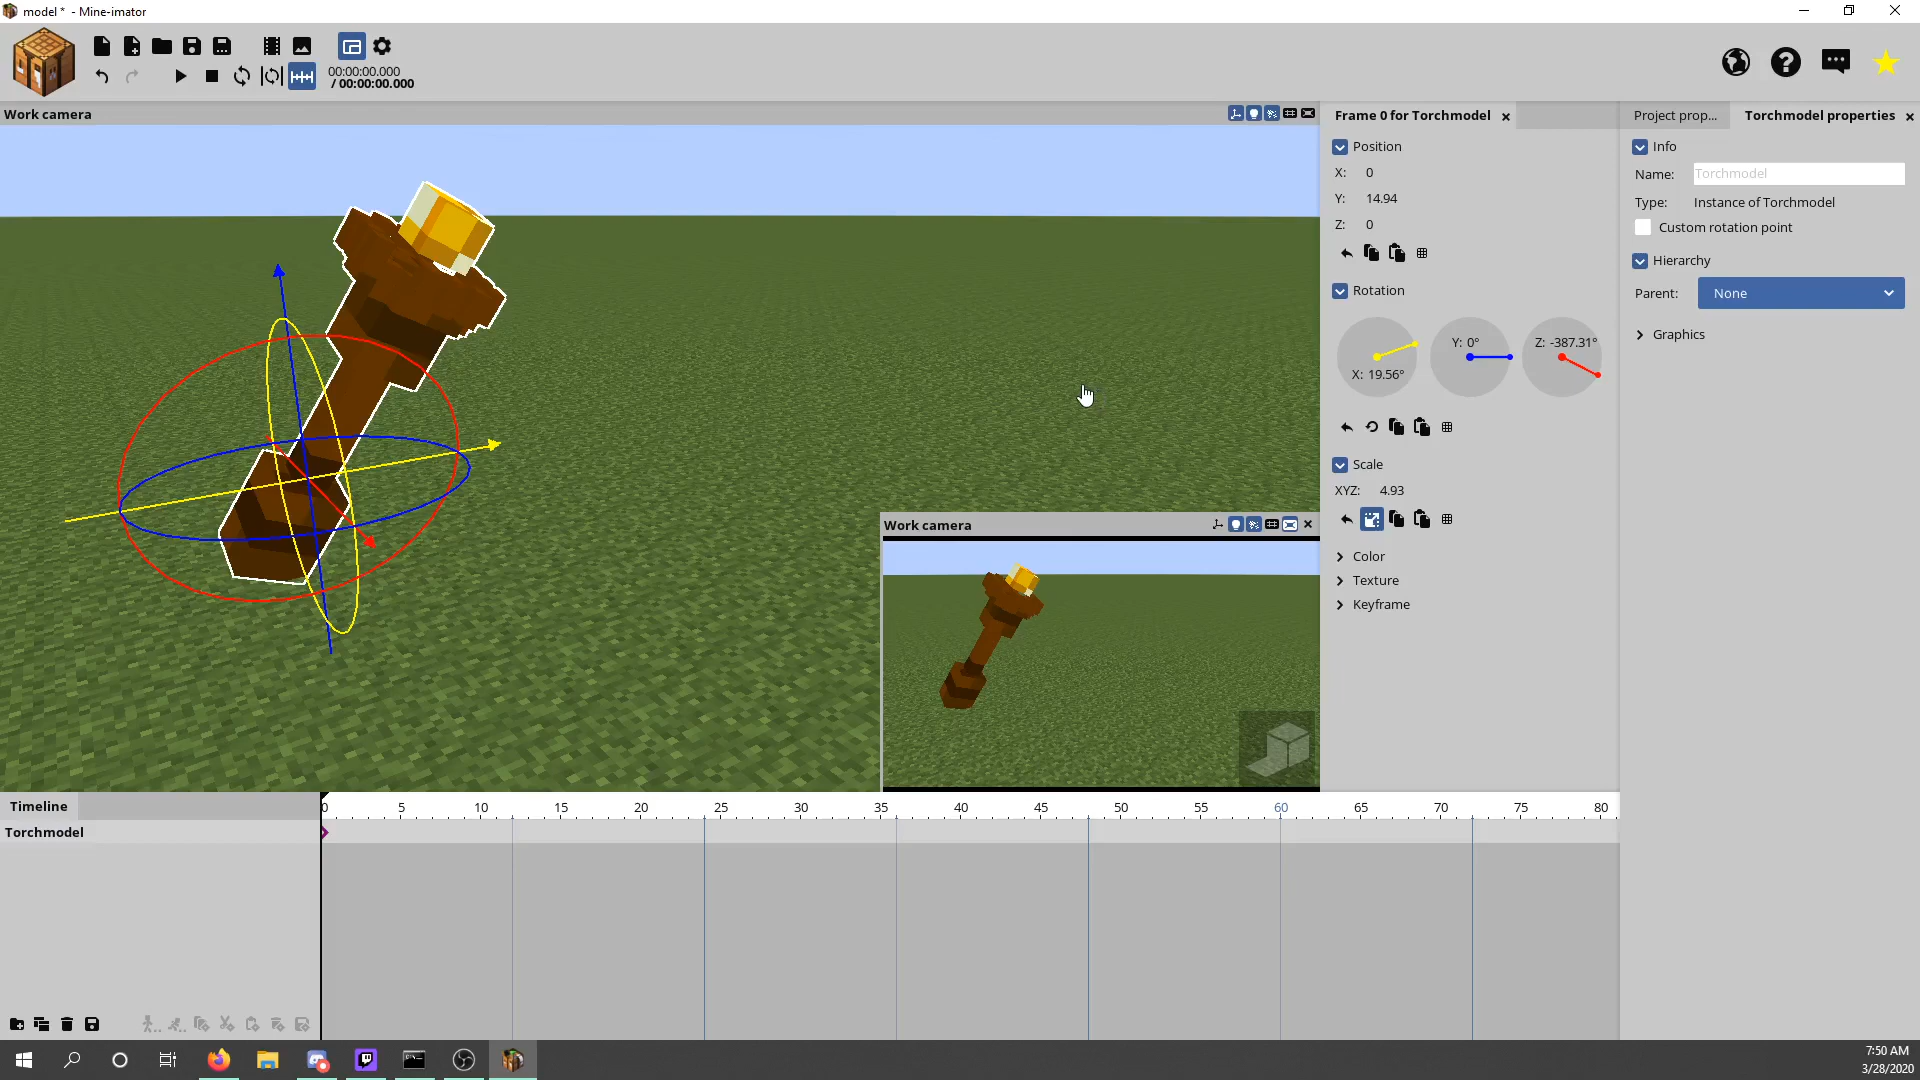 model * - Mine-imator
00:00:00.000
/ 00:00:00.000
Work camera
Frame 0 for Torchmodel
Position
X: 0
Y: 14.94
Z: 0
Rotation
X: 19.56°
Y: 0°
Z: -387.31°
Scale
XYZ: 4.93
Color
Texture
Keyframe
Project prop...
Torchmodel properties
Info
Name: Torchmodel
Type: Instance of Torchmodel
Custom rotation point
Hierarchy
Parent: None
Graphics
Work camera
Timeline
0 5 10 15 20 25 30 35 40 45 50 55 60 65 70 75 80
Torchmodel
7:50 AM
3/28/2020